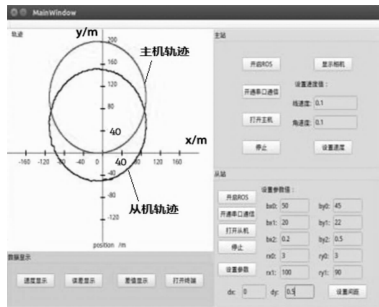 MainWindow
轨迹
y/m
主机轨迹
200
160
120
80
40
x/m
-160
-120
-80
-40
0
40
80
120
160
-40
-80
-120
从机轨迹
position /m
数据显示
速度显示
误差显示
差值显示
打开终端
主站
开启ROS
显示相机
开通串口通信
设置速度值：
线速度:
0.1
打开主机
角速度:
0.1
停止
设置速度
从站
开启ROS
设置参数值：
开通串口通信
bx0:
50
by0:
45
打开从机
bx1:
20
by1:
22
停止
bx2:
0.2
by2:
0.5
rx0:
3
ry0:
3
设置参数
rx1:
100
ry1:
90
dx:
0
dy:
0.5
设置间距